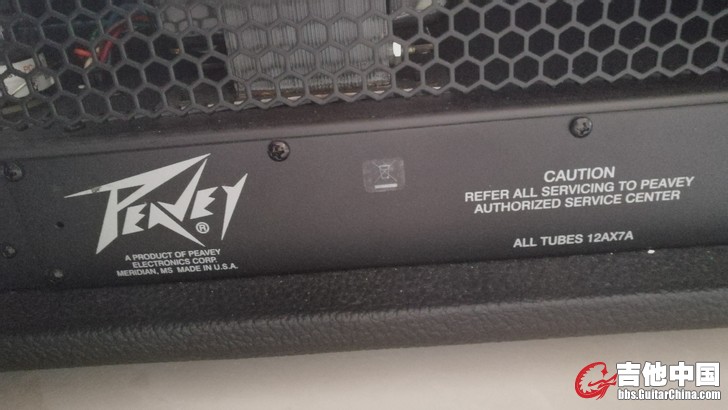 PEAVEY®
A PRODUCT OF PEAVEY
ELECTRONICS CORP.
MERIDIAN, MS MADE IN U.S.A.
CAUTION
REFER ALL SERVICING TO PEAVEY
AUTHORIZED SERVICE CENTER
ALL TUBES 12AX7A
吉他中国
bbs.GuitarChina.com